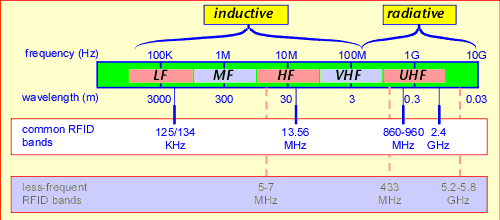 inductive radiative
frequency (Hz) 100K 1M 10M 100M 1G 10G
LF MF HF VHF UHF
wavelength (m) 3000 300 30 3 0.3 0.03
common RFID 125/134 13.56 860-960 2.4
bands KHz MHz MHz GHz
less-frequent 5-7 433 5.2-5.8
RFID bands MHz MHz GHz